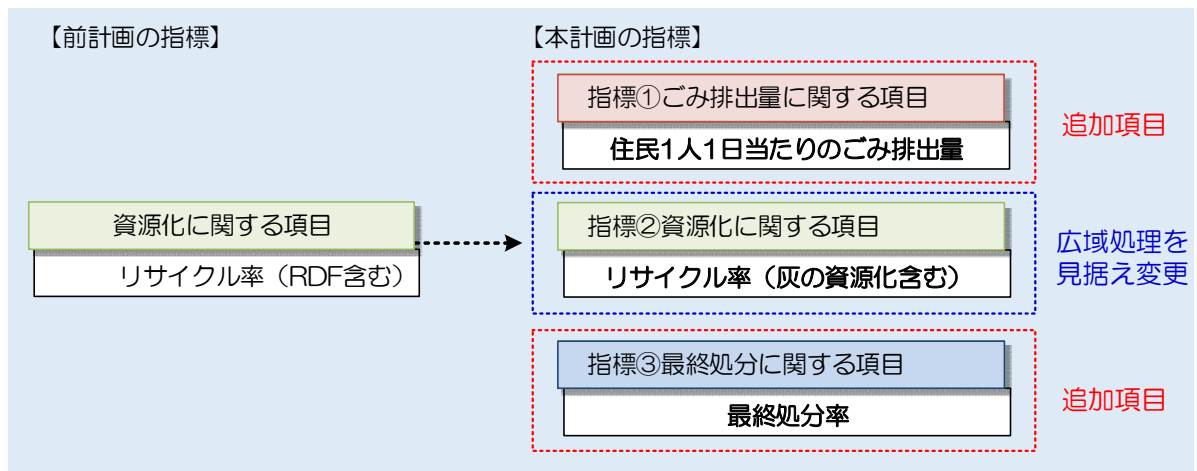 【前計画の指標】
【本計画の指標】
指標①ごみ排出量に関する項目
住民1人1日当たりのごみ排出量
追加項目
資源化に関する項目
リサイクル率（RDF含む）
指標②資源化に関する項目
リサイクル率（灰の資源化含む）
広域処理を
見据え変更
指標③最終処分に関する項目
最終処分率
追加項目